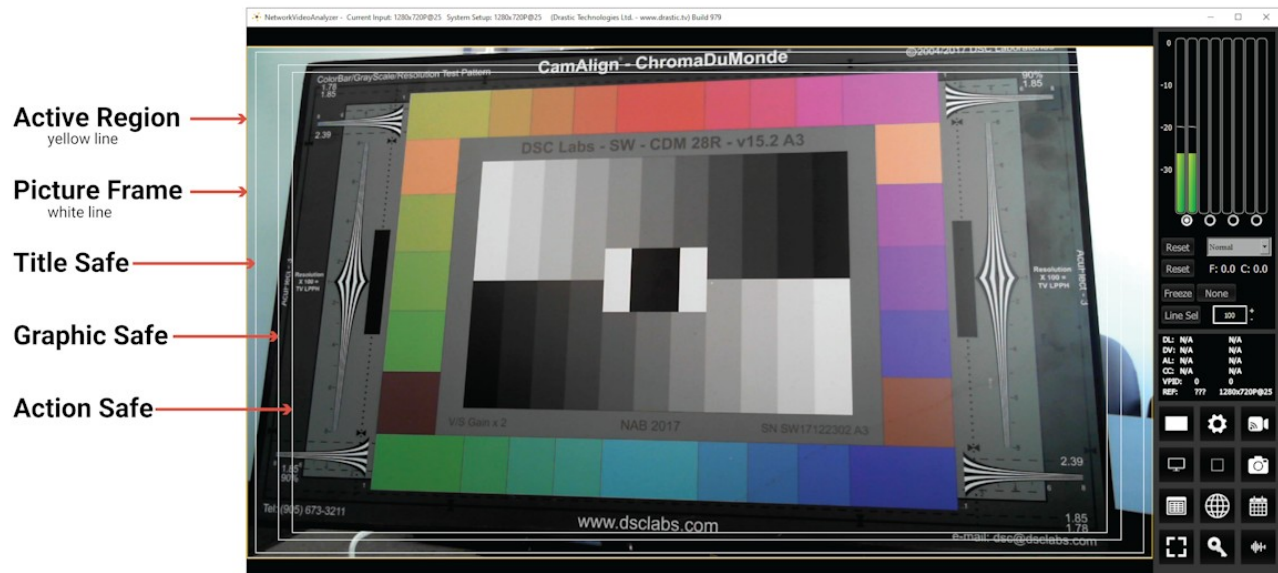 NetworkVideoAnalyzer - Current Input: 1280x720P@25 System Setup: 1280x720P@25 (Drastic Technologies Ltd. - www.drastic.tv) Build 979
Active Region
yellow line
Picture Frame
white line
Title Safe
Graphic Safe
Action Safe
CamAlign - ChromaDuMonde
©2004-2017 DSC Laboratories
ColorBar/GrayScale/Resolution Test Pattern
1.78
1.85
90%
1.85
2.39
DSC Labs - SW - CDM 28R - v15.2 A3
Resolution
X 100 =
TV LPPH
Resolution
X 100 =
TV LPPH
V/S Gain x 2
NAB 2017
SN SW17122302 A3
1.85
90%
2.39
Tel: (905) 673-3211
www.dsclabs.com
1.85
1.78
e-mail: dsc@dsclabs.com
0
-10
-20
-30
Reset
Normal
Reset
F: 0.0 C: 0.0
Freeze
None
Line Sel
100
+
-
DL: N/A N/A
DV: N/A N/A
AL: N/A N/A
CC: N/A N/A
VPID: 0 0
REF: ??? 1280x720P@25